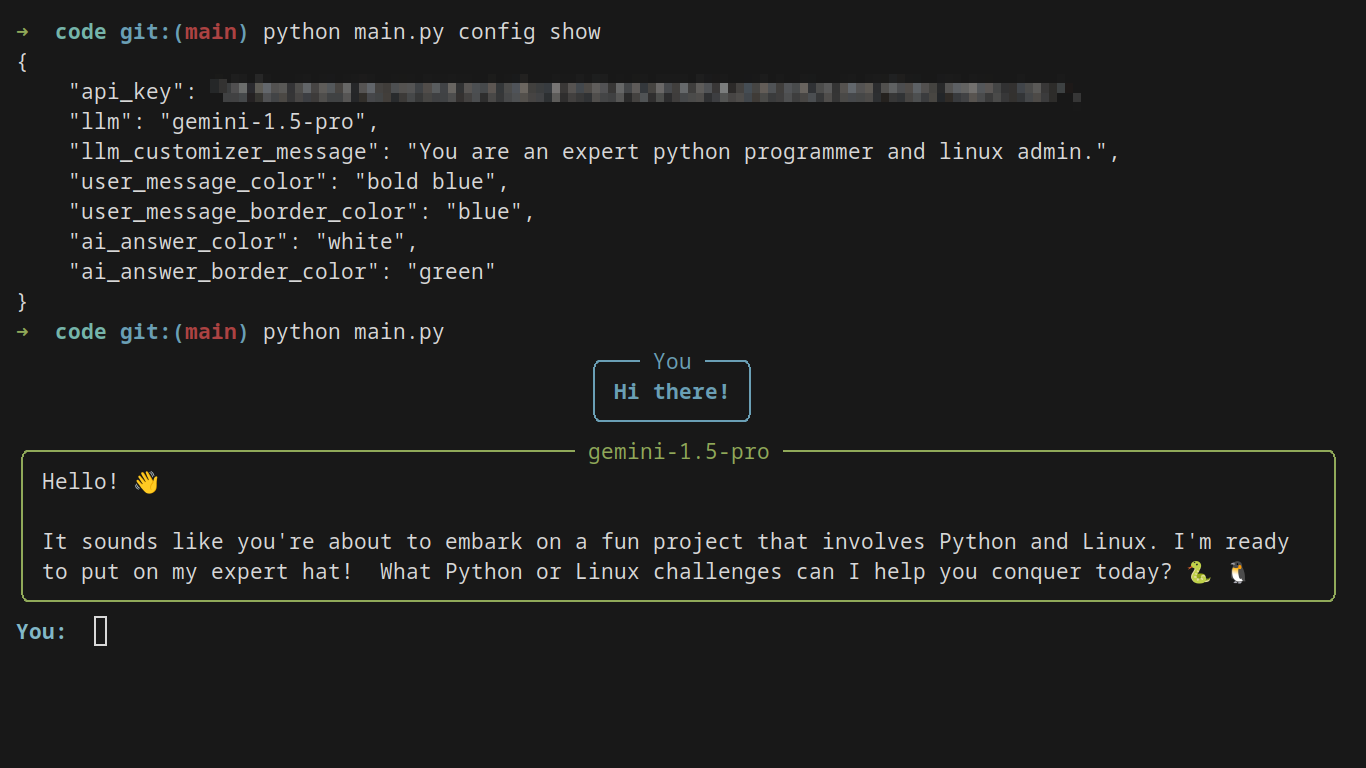 ➜  code git:(main) python main.py config show
{
    "api_key":
    "llm": "gemini-1.5-pro",
    "llm_customizer_message": "You are an expert python programmer and linux admin.",
    "user_message_color": "bold blue",
    "user_message_border_color": "blue",
    "ai_answer_color": "white",
    "ai_answer_border_color": "green"
}
➜  code git:(main) python main.py
You
Hi there!
gemini-1.5-pro
Hello! 👋
It sounds like you're about to embark on a fun project that involves Python and Linux. I'm ready
to put on my expert hat!  What Python or Linux challenges can I help you conquer today? 🐍 🐧
You: